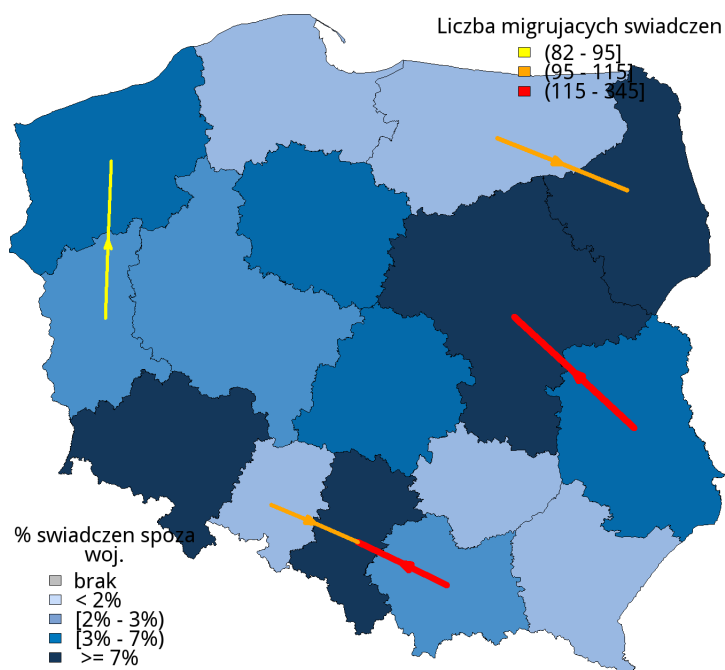 Liczba migrujacych swiadczen
(82 - 95]
(95 - 115]
(115 - 345]
% swiadczen spoza
woj.
brak
< 2%
[2% - 3%)
[3% - 7%)
>= 7%